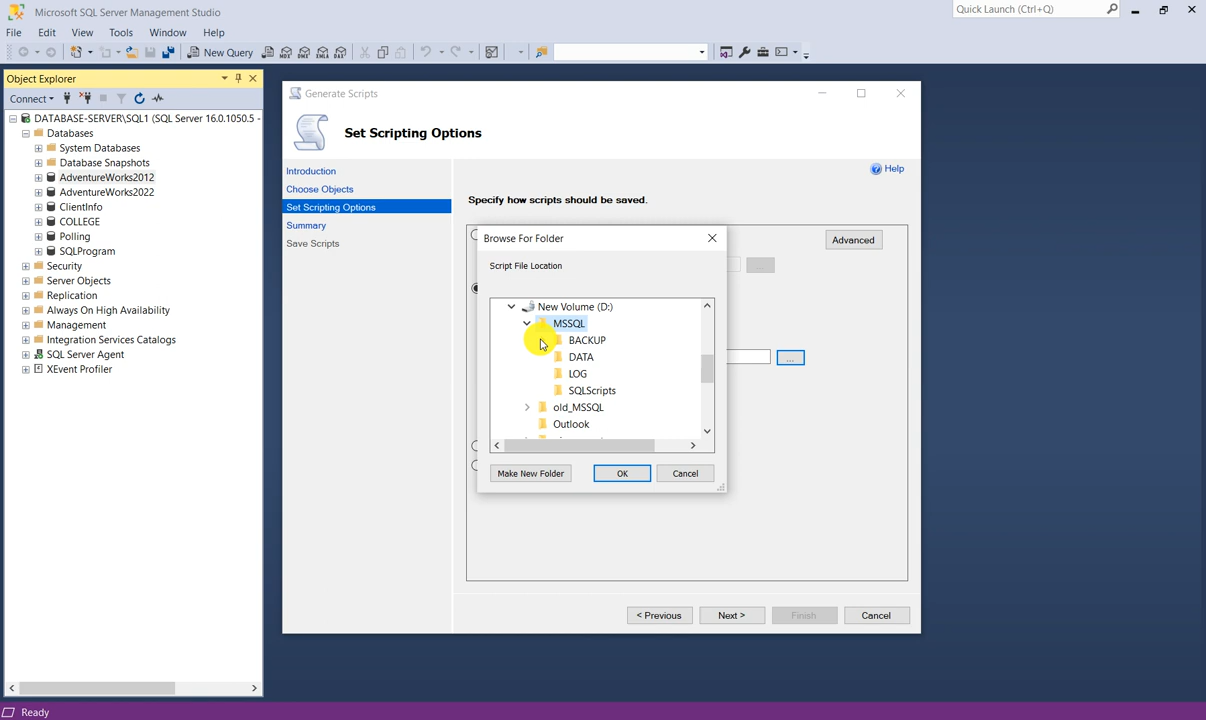 Microsoft SQL Server Management Studio
Quick Launch (Ctrl+Q)
File Edit View Tools Window Help
New Query
MDX DMX XMLA DAX
Object Explorer
Connect
DATABASE-SERVER\SQL1 (SQL Server 16.0.1050.5 -
Databases
System Databases
Database Snapshots
AdventureWorks2012
AdventureWorks2022
ClientInfo
COLLEGE
Polling
SQLProgram
Security
Server Objects
Replication
Always On High Availability
Management
Integration Services Catalogs
SQL Server Agent
XEvent Profiler
Generate Scripts
Set Scripting Options
Introduction
Choose Objects
Set Scripting Options
Summary
Save Scripts
Help
Specify how scripts should be saved.
Advanced
...
...
Browse For Folder
Script File Location
New Volume (D:)
MSSQL
BACKUP
DATA
LOG
SQLScripts
old_MSSQL
Outlook
Make New Folder OK Cancel
< Previous Next > Finish Cancel
Ready